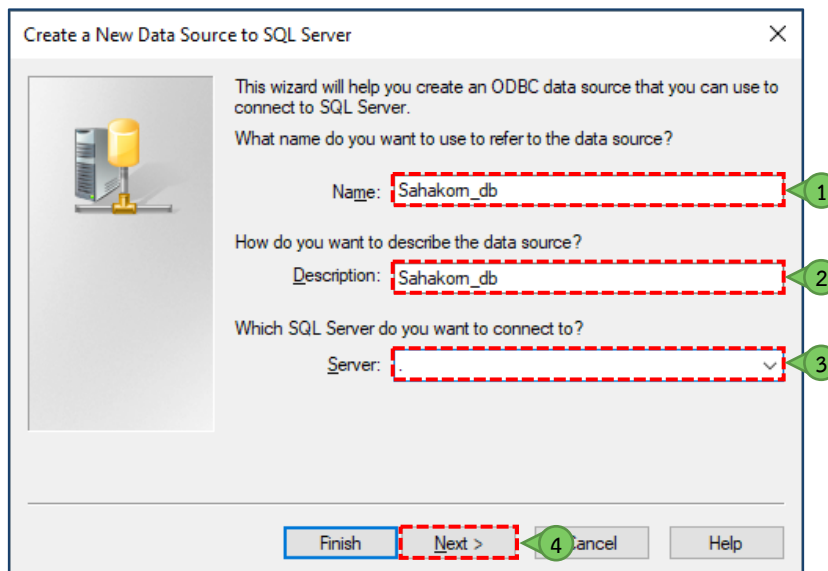 Create a New Data Source to SQL Server
This wizard will help you create an ODBC data source that you can use to
connect to SQL Server.
What name do you want to use to refer to the data source?
Name: Sahakorn_db 1
How do you want to describe the data source?
Description: Sahakorn_db 2
Which SQL Server do you want to connect to?
Server: . 3
Finish Next > 4 Cancel Help